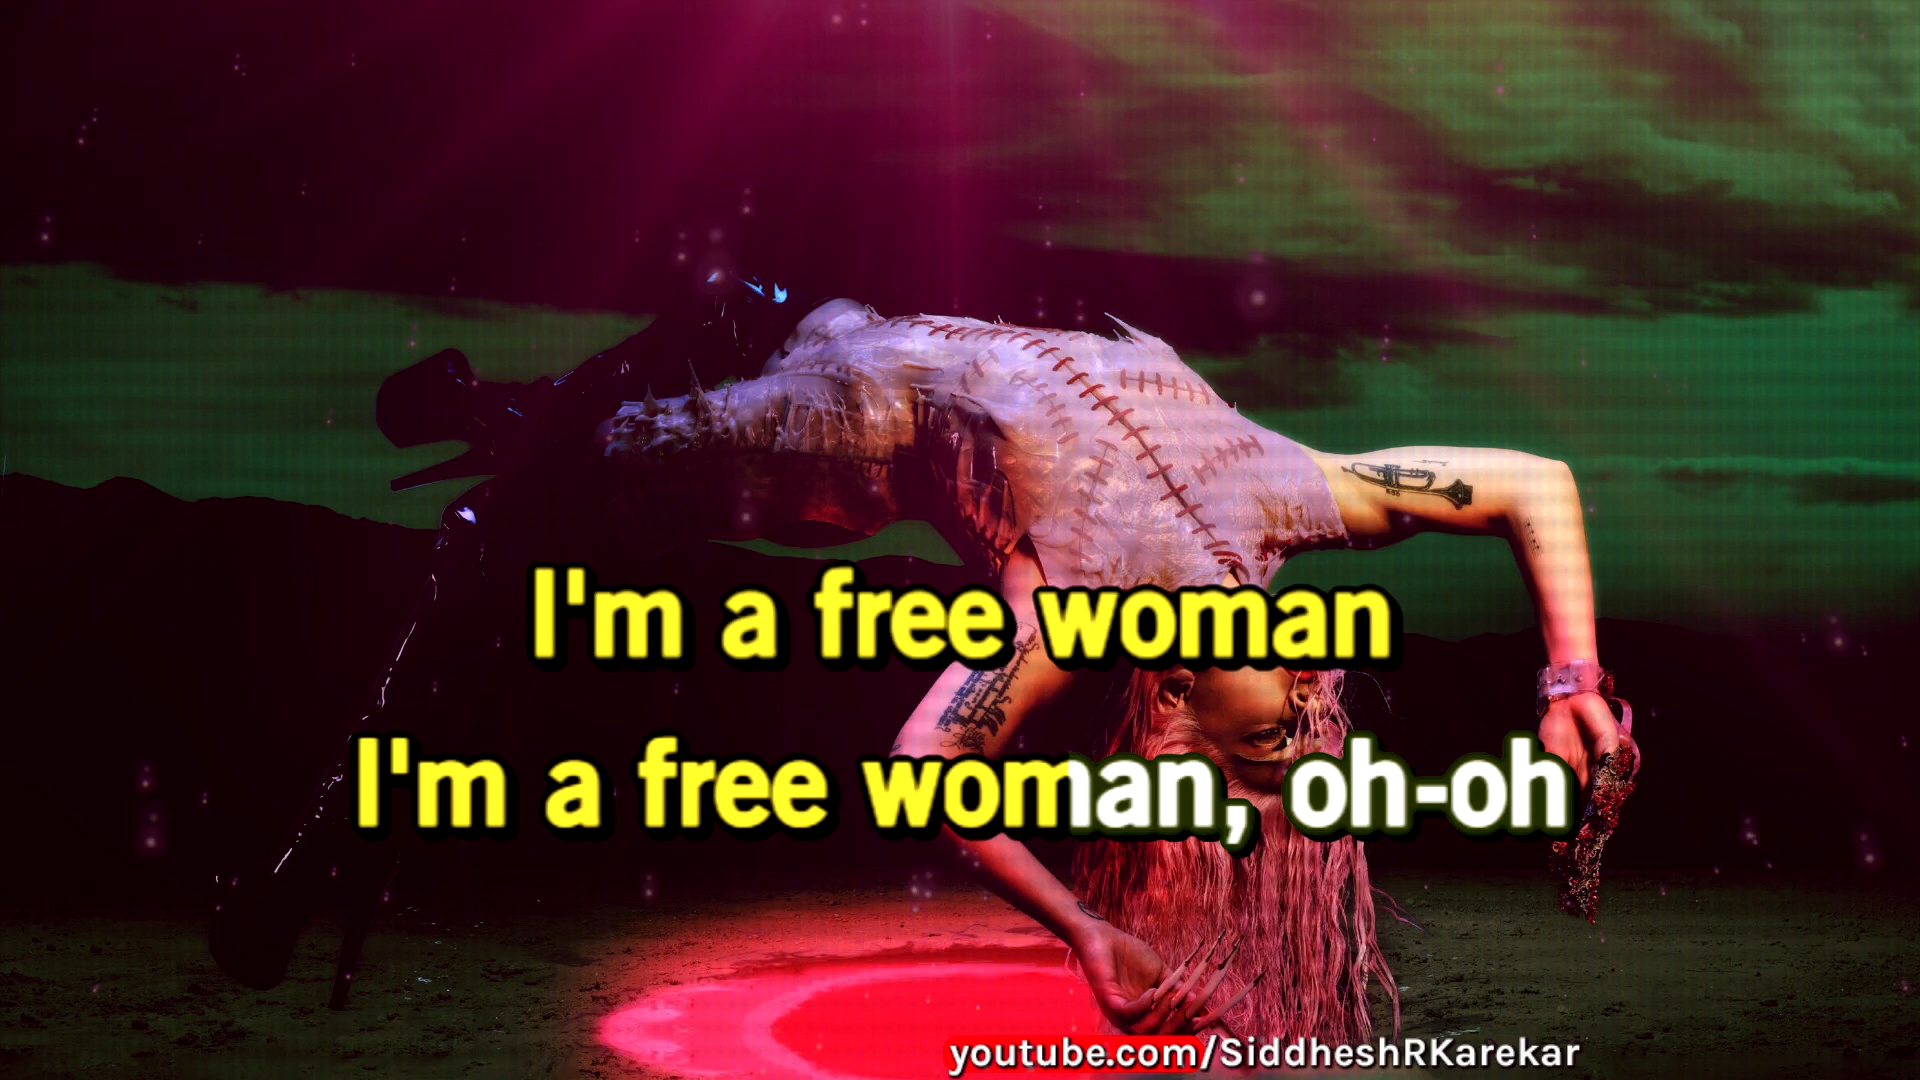 I'm a free woman
I'm a free woman, oh-oh
youtube.com/SiddheshRKarekar